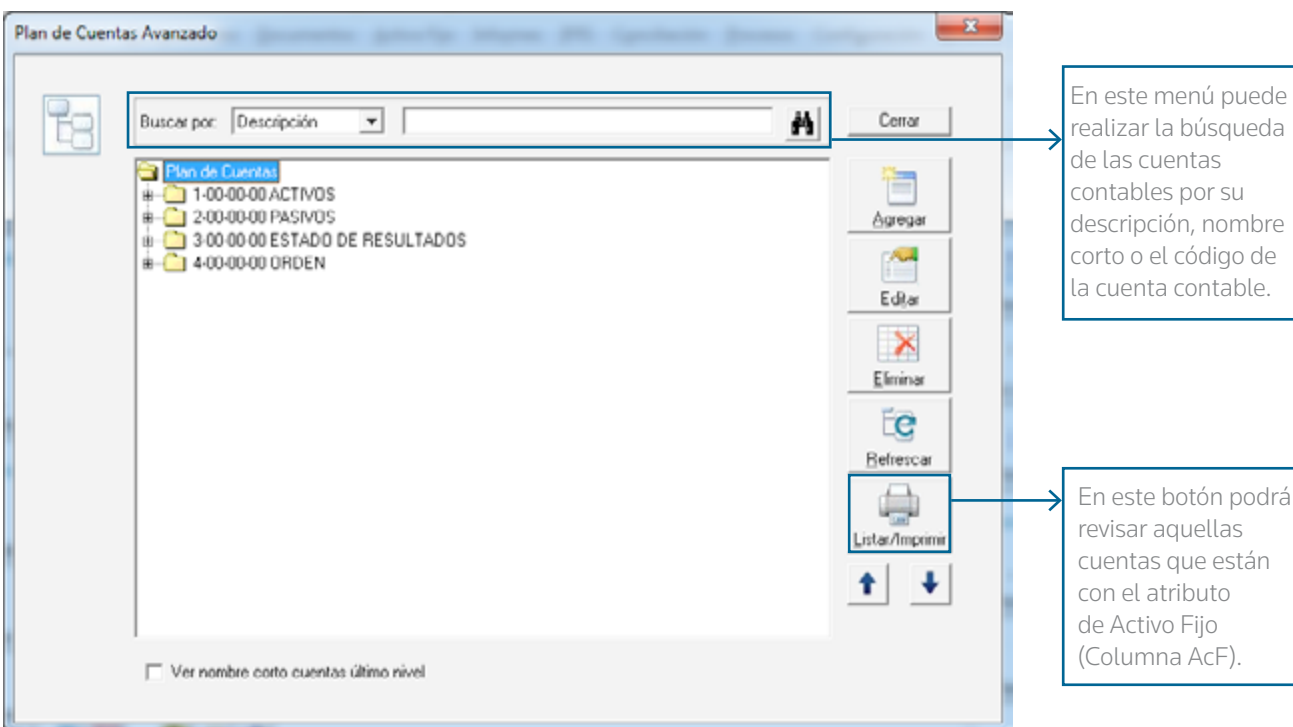 Plan de Cuentas Avanzado
Buscar por: Descripción
Cerrar
Plan de Cuentas
1-00-00-00 ACTIVOS
2-00-00-00 PASIVOS
3-00-00-00 ESTADO DE RESULTADOS
4-00-00-00 ORDEN
Agregar
Editar
Eliminar
Refrescar
Listar/Imprimir
Ver nombre corto cuentas último nivel
En este menú puede
realizar la búsqueda
de las cuentas
contables por su
descripción, nombre
corto o el código de
la cuenta contable.
En este botón podrá
revisar aquellas
cuentas que están
con el atributo
de Activo Fijo
(Columna AcF).